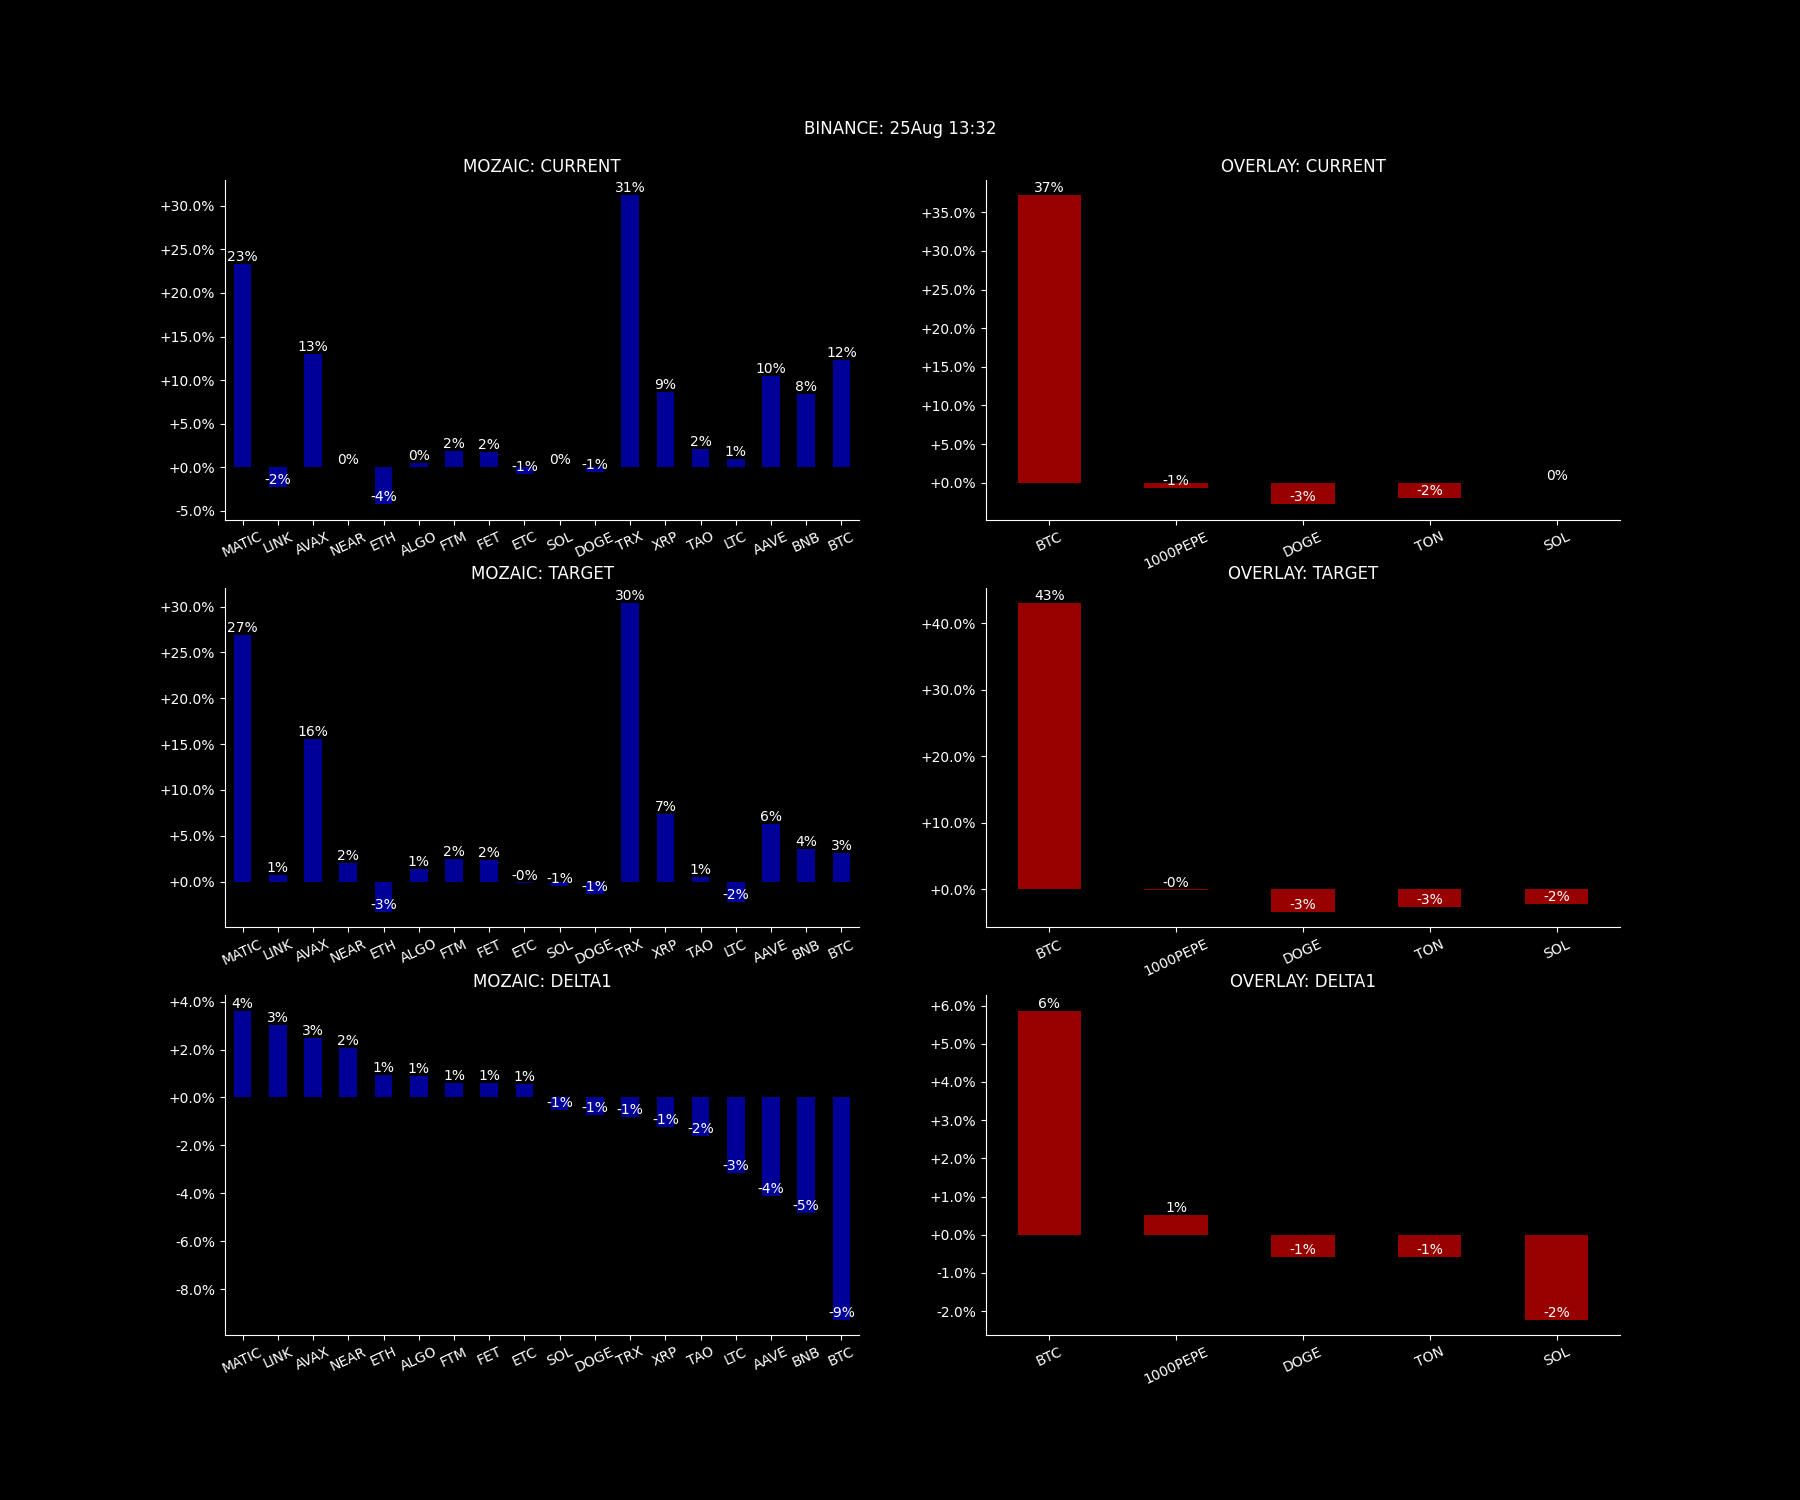 BINANCE: 25Aug 13:32
MOZAIC: CURRENT
+30.0%
+25.0%
+20.0%
+15.0%
+10.0%
+5.0%
+0.0%
-5.0%
23% -2% 13% 0% -4% 0% 2% 2% -1% 0% -1% 31% 9% 2% 1% 10% 8% 12%
MATIC LINK AVAX NEAR ETH ALGO FTM FET ETC SOL DOGE TRX XRP TAO LTC AAVE BNB BTC
OVERLAY: CURRENT
+35.0%
+30.0%
+25.0%
+20.0%
+15.0%
+10.0%
+5.0%
+0.0%
37% -1% -3% -2% 0%
BTC 1000PEPE DOGE TON SOL
MOZAIC: TARGET
+30.0%
+25.0%
+20.0%
+15.0%
+10.0%
+5.0%
+0.0%
27% 1% 16% 2% -3% 1% 2% 2% -0% -1% -1% 30% 7% 1% -2% 6% 4% 3%
MATIC LINK AVAX NEAR ETH ALGO FTM FET ETC SOL DOGE TRX XRP TAO LTC AAVE BNB BTC
OVERLAY: TARGET
+40.0%
+30.0%
+20.0%
+10.0%
+0.0%
43% -0% -3% -3% -2%
BTC 1000PEPE DOGE TON SOL
MOZAIC: DELTA1
+4.0%
+2.0%
+0.0%
-2.0%
-4.0%
-6.0%
-8.0%
4% 3% 3% 2% 1% 1% 1% 1% 1% -1% -1% -1% -1% -2% -3% -4% -5% -9%
MATIC LINK AVAX NEAR ETH ALGO FTM FET ETC SOL DOGE TRX XRP TAO LTC AAVE BNB BTC
OVERLAY: DELTA1
+6.0%
+5.0%
+4.0%
+3.0%
+2.0%
+1.0%
+0.0%
-1.0%
-2.0%
6% 1% -1% -1% -2%
BTC 1000PEPE DOGE TON SOL